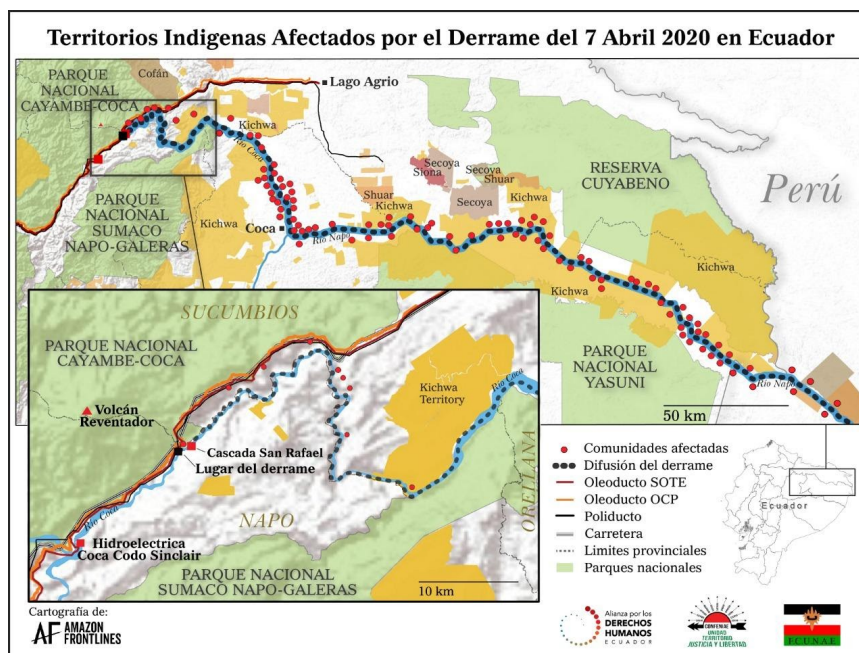 Territorios Indigenas Afectados por el Derrame del 7 Abril 2020 en Ecuador
PARQUE
NACIONAL
CAYAMBE-COCA
Cofán
Lago Agrio
Kichwa
Rio Coca
PARQUE
NACIONAL
SUMACO
NAPO-GALERAS
Kichwa
Coca
Rio Napo
Shuar
Kichwa
Secoya
Siona
Secoya
Shuar
Secoya
Kichwa
RESERVA
CUYABENO
Perú
Kichwa
Kichwa
PARQUE
NACIONAL
YASUNI
Rio Napo
50 km
SUCUMBIOS
PARQUE NACIONAL
CAYAMBE-COCA
Volcán
Reventador
Cascada San Rafael
Lugar del derrame
Kichwa
Territory
Rio Coca
ORELLANA
NAPO
Rio Coca
Hidroelectrica
Coca Codo Sinclair
PARQUE NACIONAL
SUMACO NAPO-GALERAS
10 km
Comunidades afectadas
Difusión del derrame
Oleoducto SOTE
Oleoducto OCP
Poliducto
Carretera
Limites provinciales
Parques nacionales
Ecuador
Cartografía de:
AF AMAZON
FRONTLINES
Alianza por los
DERECHOS
HUMANOS
ECUADOR
CONFENIAE
UNIDAD
TERRITORIO
JUSTICIA Y LIBERTAD
FCUNAE